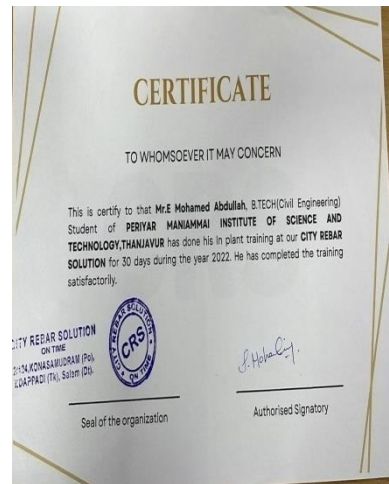 CERTIFICATE
TO WHOMSOEVER IT MAY CONCERN
This is certify to that Mr.E Mohamed Abdullah, B.TECH(Civil Engineering)
Student of PERIYAR MANIAMMAI INSTITUTE OF SCIENCE AND
TECHNOLOGY,THANJAVUR has done his In plant training at our CITY REBAR
SOLUTION for 30 days during the year 2022. He has completed the training
satisfactorily.
CITY REBAR SOLUTION
ON TIME
KONASAMUDRAM (Po),
EDAPPADI (Tk), Salem (Dt).
CITY REBAR SOLUTION
CRS
ON TIME
Seal of the organization
Authorised Signatory